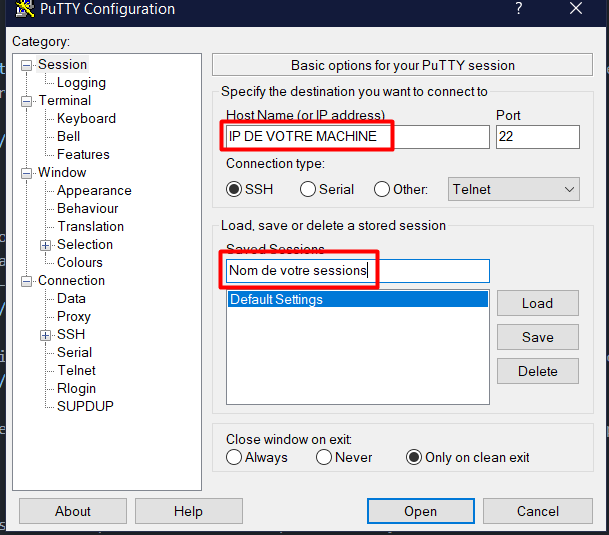 PuTTY Configuration
?
Category:
Session
Logging
Terminal
Keyboard
Bell
Features
Window
Appearance
Behaviour
Translation
Selection
Colours
Connection
Data
Proxy
SSH
Serial
Telnet
Rlogin
SUPDUP
Basic options for your PuTTY session
Specify the destination you want to connect to
Host Name (or IP address) Port
IP DE VOTRE MACHINE 22
Connection type:
SSH Serial Other: Telnet
Load, save or delete a stored session
Saved Sessions
Nom de votre sessions
Default Settings
Load
Save
Delete
Close window on exit:
Always Never Only on clean exit
About Help Open Cancel